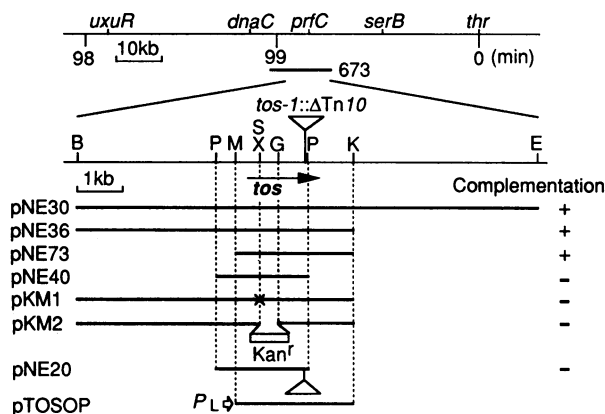 uxuR dnaC prfC serB thr
98 10kb 99 0 (min)
673
tos-1::ΔTn10
S
B P M X G P K E
1kb tos Complementation
pNE30 +
pNE36 +
pNE73 +
pNE40 -
pKM1 -
pKM2 -
Kanr
pNE20 -
pTOSOP PL